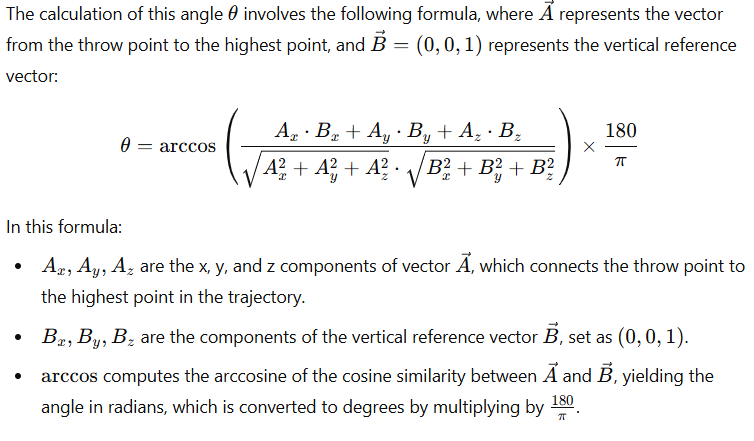 The calculation of this angle θ involves the following formula, where $\vec{A}$ represents the vector
from the throw point to the highest point, and $\vec{B} = (0, 0, 1)$ represents the vertical reference
vector:
$\theta = \arccos\left(\frac{A_x \cdot B_x + A_y \cdot B_y + A_z \cdot B_z}{\sqrt{A_x^2 + A_y^2 + A_z^2} \cdot \sqrt{B_x^2 + B_y^2 + B_z^2}}\right) \times \frac{180}{\pi}$
In this formula:
• $A_x, A_y, A_z$ are the x, y, and z components of vector $\vec{A}$, which connects the throw point to
the highest point in the trajectory.
• $B_x, B_y, B_z$ are the components of the vertical reference vector $\vec{B}$, set as $(0, 0, 1)$.
• arccos computes the arccosine of the cosine similarity between $\vec{A}$ and $\vec{B}$, yielding the
angle in radians, which is converted to degrees by multiplying by $\frac{180}{\pi}$.